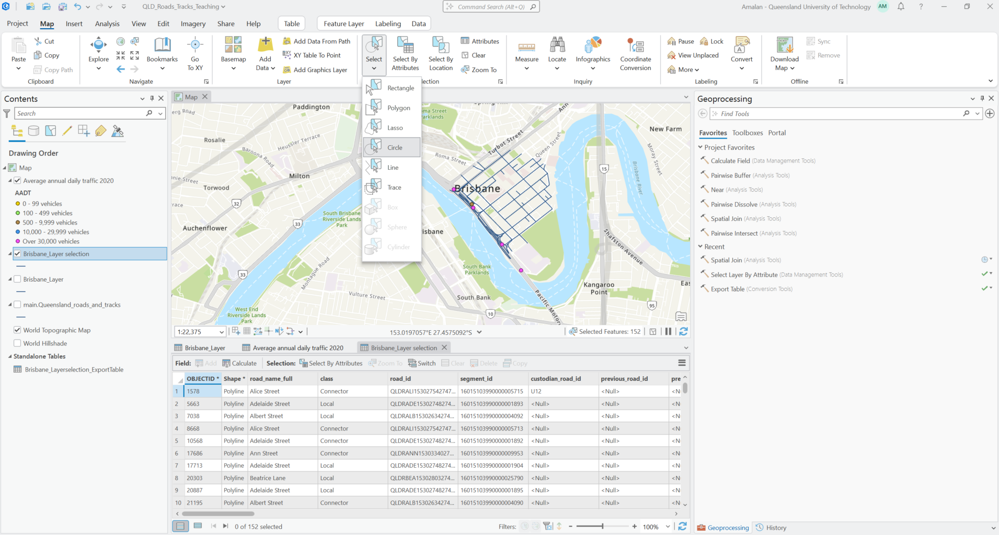 QLD_Roads_Tracks_Teaching
Command Search (Alt+Q)
Amalan - Queensland University of Technology
AM
?
Project
Map
Insert
Analysis
View
Edit
Imagery
Share
Help
Table
Feature Layer
Labeling
Data
Paste
Cut
Copy
Copy Path
Clipboard
Explore
Bookmarks
Go
To XY
Navigate
Basemap
Add
Data
Add Data From Path
XY Table To Point
Add Graphics Layer
Layer
Select
Select By
Attributes
Select By
Location
Attributes
Clear
Zoom To
lection
Measure
Locate
Infographics
Coordinate
Conversion
Inquiry
Pause
Lock
View Unplaced
More
Convert
Labeling
Download
Map
Sync
Remove
Offline
Rectangle
Polygon
Lasso
Circle
Line
Trace
Box
Sphere
Cylinder
Contents
Search
Drawing Order
Map
Average annual daily traffic 2020
AADT
0 - 99 vehicles
100 - 499 vehicles
500 - 9,999 vehicles
10,000 - 29,999 vehicles
Over 30,000 vehicles
Brisbane_Layer selection
Brisbane_Layer
main.Queensland_roads_and_tracks
World Topographic Map
World Hillshade
Standalone Tables
Brisbane_Layerselection_ExportTable
Map
erg Road
Paddington
Roma Street
Parklands
Ann
New Farm
Rosalie
Heussler Terrace
Baroona Road
Turbot Street
Queen Street
Moray Street
Roma Street
Milton
nie Street
Torwood
Brisbane
15
Brisbane River
race
32
South Brisbane
Riverside Lands
Park
33
Auchenflower
isbane
Shafston Avenue
33
Montague Road
South Bank
Parklands
Kangaroo
Point
Eas
Vulture Street
South Bank
Pacific Motor
95
West End
Riverside Lands
Park
10
1:22,375
153.0197057°E 27.4575092°S
Selected Features: 152
Brisbane_Layer
Average annual daily traffic 2020
Brisbane_Layer selection
Field:
Add
Calculate
Selection:
Select By Attributes
Zoom To
Switch
Clear
Delete
Copy
OBJECTID * Shape * road_name_full class road_id segment_id custodian_road_id previous_road_id pre
1 1578 Polyline Alice Street Connector QLDRALI153027542747... 16015103990000005715 U12 <Null> <N
2 5663 Polyline Adelaide Street Local QLDRADE15302748274... 16015103990000001893 <Null> <Null> <N
3 7038 Polyline Albert Street Local QLDRALB15302634274... 16015103990000004092 <Null> <Null> <N
4 8668 Polyline Alice Street Connector QLDRALI153027542747... 16015103990000005713 <Null> <Null> <N
5 10568 Polyline Adelaide Street Connector QLDRADE15302748274... 16015103990000001892 <Null> <Null> <N
6 17686 Polyline Ann Street Connector QLDRANN1530334027... 16015103990000009953 <Null> <Null> <N
7 17713 Polyline Adelaide Street Local QLDRADE15302748274... 16015103990000001904 <Null> <Null> <N
8 20303 Polyline Beatrice Lane Local QLDRBEA15302803274... 16015103990000025790 <Null> <Null> <N
9 20887 Polyline Adelaide Street Local QLDRADE15302748274... 16015103990000001895 <Null> <Null> <N
10 21195 Polyline Albert Street Connector QLDRALB15302634274... 16015103990000004090 <Null> <Null> <N
0 of 152 selected
Filters:
100%
Geoprocessing
Find Tools
Favorites
Toolboxes
Portal
Project Favorites
Calculate Field (Data Management Tools)
Pairwise Buffer (Analysis Tools)
Near (Analysis Tools)
Pairwise Dissolve (Analysis Tools)
Spatial Join (Analysis Tools)
Pairwise Intersect (Analysis Tools)
Recent
Spatial Join (Analysis Tools)
Select Layer By Attribute (Data Management Tools)
Export Table (Conversion Tools)
Geoprocessing
History